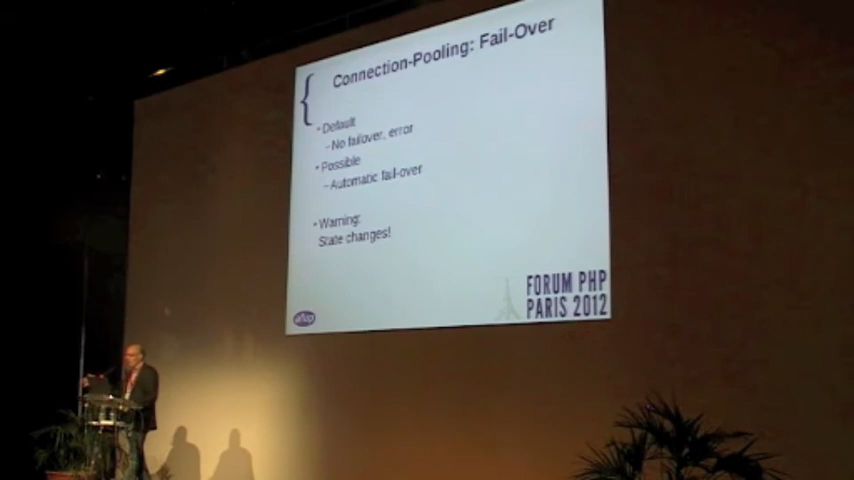 Connection-Pooling: Fail-Over
{
• Default
–No failover, error
• Possible
–Automatic fail-over
• Warning:
State changes!
FORUM PHP
PARIS 2012
afup